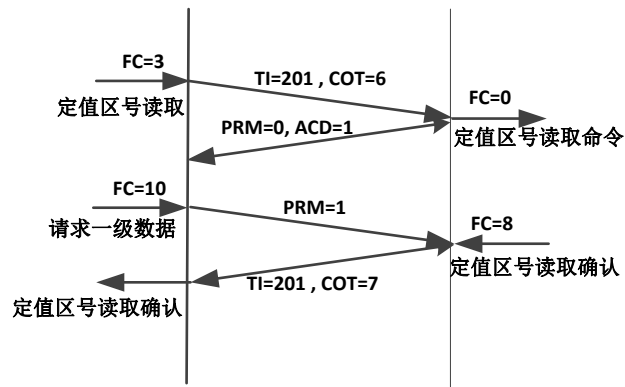 FC=3
TI=201 , COT=6
定值区号读取
FC=0
PRM=0, ACD=1
定值区号读取命令
FC=10
PRM=1
请求一级数据
FC=8
定值区号读取确认
TI=201 , COT=7
定值区号读取确认